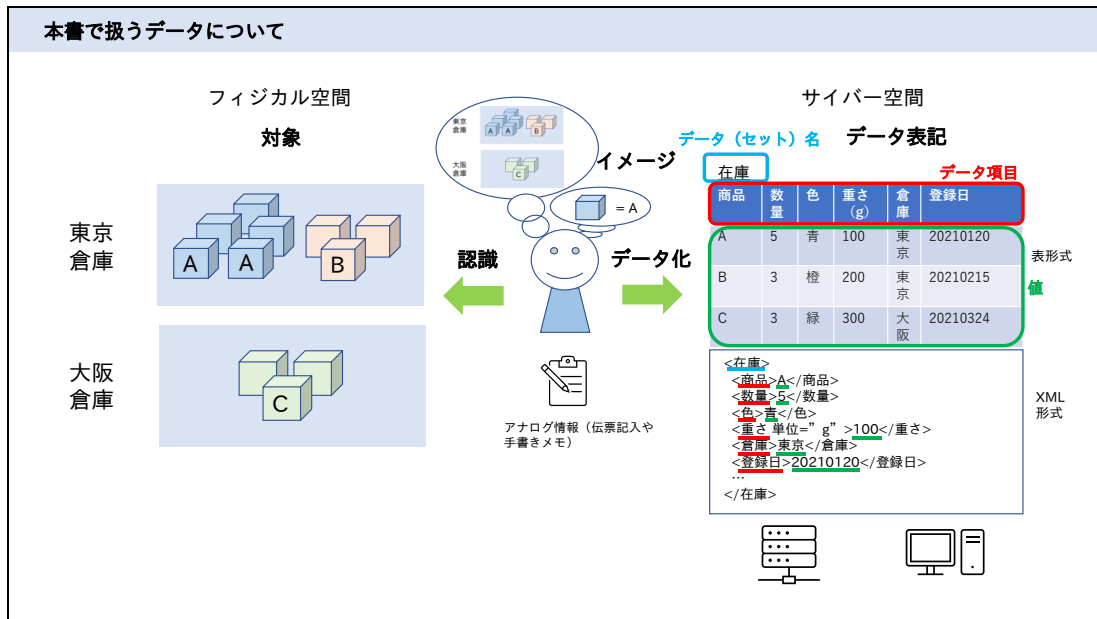 本書で扱うデータについて
フィジカル空間
対象
東京
倉庫
A
A
B
大阪
倉庫
C
東京
倉庫
A
A
B
大阪
倉庫
C
イメージ
= A
認識
データ化
アナログ情報（伝票記入や
手書きメモ）
サイバー空間
データ（セット）名
データ表記
在庫
データ項目
商品 数量 色 重さ（g） 倉庫 登録日
A 5 青 100 東京 20210120
B 3 橙 200 東京 20210215
C 3 緑 300 大阪 20210324
表形式
値
<在庫>
<商品>A</商品>
<数量>5</数量>
<色>青</色>
<重さ 単位=”g”>100</重さ>
<倉庫>東京</倉庫>
<登録日>20210120</登録日>
…
</在庫>
XML
形式